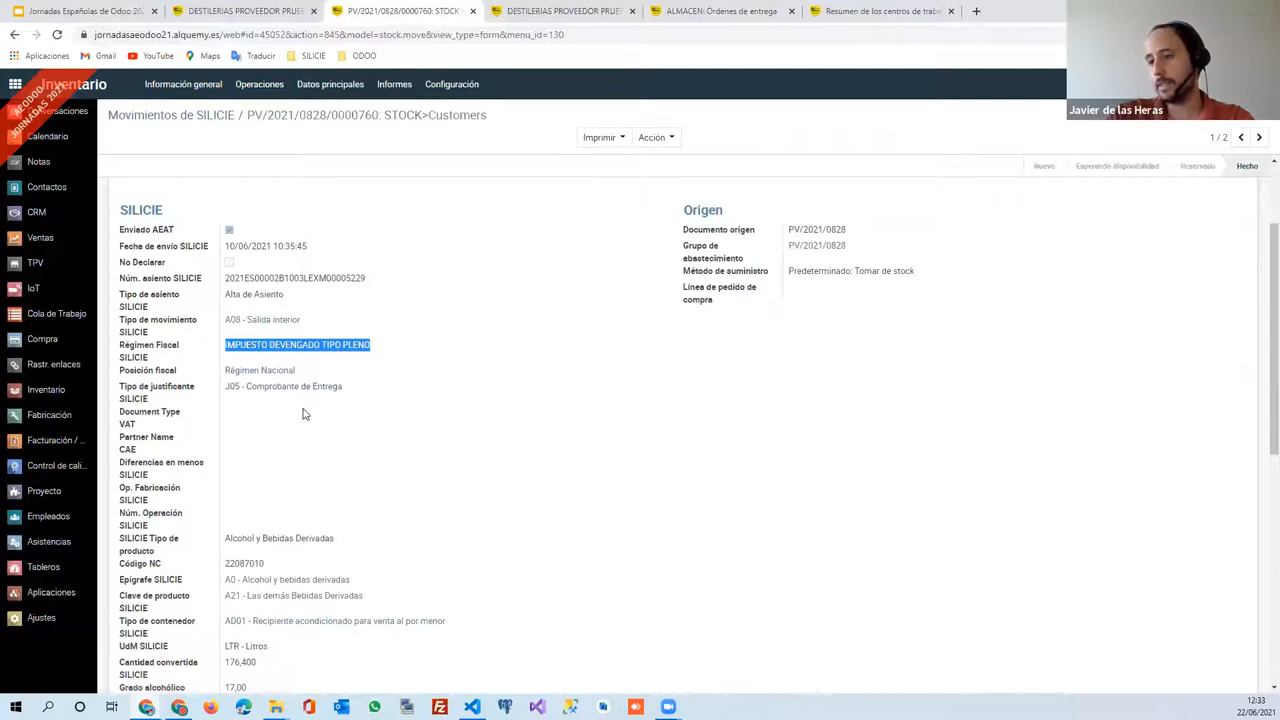 Jornadas Españolas de Odoo 20
DESTILERIAS PROVEEDOR PRUEB
PV/2021/0828/0000760: STOCK>
DESTILERIAS PROVEEDOR PRUEB
ALMACEN: Órdenes de entrega
Resumen de los centros de traba
jornadasaeodoo21.alquemy.es/web#id=45052&action=845&model=stock.move&view_type=form&menu_id=130
Aplicaciones
Gmail
YouTube
Maps
Traducir
SILICIE
ODOO
AEODOO
JORNADAS 202
Inventario
Información general
Operaciones
Datos principales
Informes
Configuración
Javier de las Heras
Movimientos de SILICIE / PV/2021/0828/0000760: STOCK>Customers
Imprimir
Acción
1 / 2
Nuevo
Esperando disponibilidad
Reservado
Hecho
Conversaciones
Calendario
Notas
Contactos
CRM
Ventas
TPV
IoT
Cola de Trabajo
Compra
Rastr. enlaces
Inventario
Fabricación
Facturación / ...
Control de cali...
Proyecto
Empleados
Asistencias
Tableros
Aplicaciones
Ajustes
SILICIE
Enviado AEAT
Fecha de envío SILICIE 10/06/2021 10:35:45
No Declarar
Núm. asiento SILICIE 2021ES00002B1003LEXM00005229
Tipo de asiento SILICIE Alta de Asiento
Tipo de movimiento SILICIE A08 - Salida interior
Régimen Fiscal SILICIE IMPUESTO DEVENGADO TIPO PLENO
Posición fiscal Régimen Nacional
Tipo de justificante SILICIE J05 - Comprobante de Entrega
Document Type
VAT
Partner Name
CAE
Diferencias en menos SILICIE
Op. Fabricación SILICIE
Núm. Operación SILICIE
SILICIE Tipo de producto Alcohol y Bebidas Derivadas
Código NC 22087010
Epígrafe SILICIE A0 - Alcohol y bebidas derivadas
Clave de producto SILICIE A21 - Las demás Bebidas Derivadas
Tipo de contenedor SILICIE AD01 - Recipiente acondicionado para venta al por menor
UdM SILICIE LTR - Litros
Cantidad convertida SILICIE 176,400
Grado alcohólico 17,00
Origen
Documento origen PV/2021/0828
Grupo de abastecimiento PV/2021/0828
Método de suministro Predeterminado: Tomar de stock
Línea de pedido de compra
12:33
22/06/2021